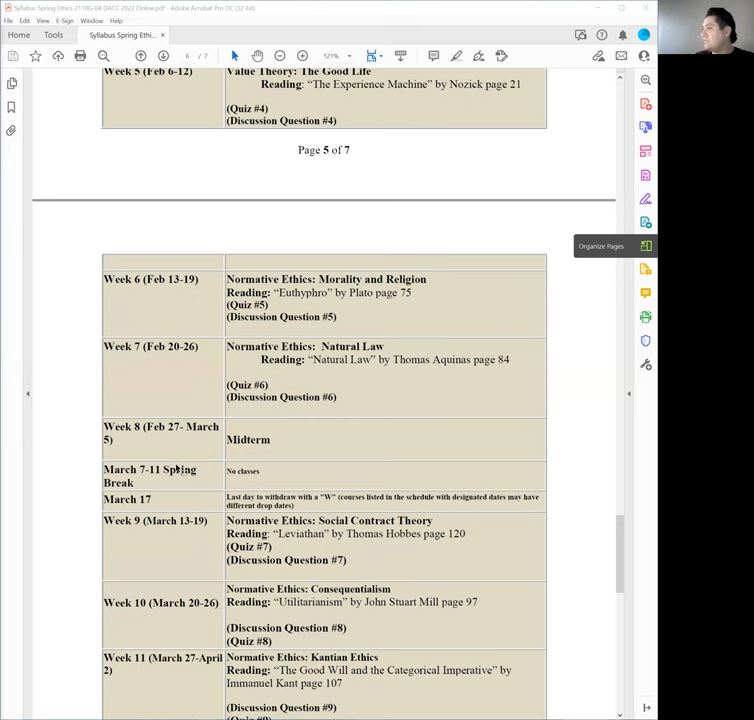 Syllabus Spring Ethics 2110G-04 DACC 2022 Online.pdf - Adobe Acrobat Pro DC (32-bit)
File Edit View E-Sign Window Help
Home Tools Syllabus Spring Ethi... ×
6 / 7 121%
Week 5 (Feb 6-12) Value Theory: The Good Life
Reading: “The Experience Machine” by Nozick page 21
(Quiz #4)
(Discussion Question #4)
Page 5 of 7
Organize Pages
Week 6 (Feb 13-19) Normative Ethics: Morality and Religion
Reading: “Euthyphro” by Plato page 75
(Quiz #5)
(Discussion Question #5)
Week 7 (Feb 20-26) Normative Ethics: Natural Law
Reading: “Natural Law” by Thomas Aquinas page 84
(Quiz #6)
(Discussion Question #6)
Week 8 (Feb 27- March
5) Midterm
March 7-11 Spring
Break No classes
March 17 Last day to withdraw with a "W" (courses listed in the schedule with designated dates may have
different drop dates)
Week 9 (March 13-19) Normative Ethics: Social Contract Theory
Reading: “Leviathan” by Thomas Hobbes page 120
(Quiz #7)
(Discussion Question #7)
Week 10 (March 20-26) Normative Ethics: Consequentialism
Reading: “Utilitarianism” by John Stuart Mill page 97
(Discussion Question #8)
(Quiz #8)
Week 11 (March 27-April
2) Normative Ethics: Kantian Ethics
Reading: “The Good Will and the Categorical Imperative” by
Immanuel Kant page 107
(Discussion Question #9)
(Quiz #9)